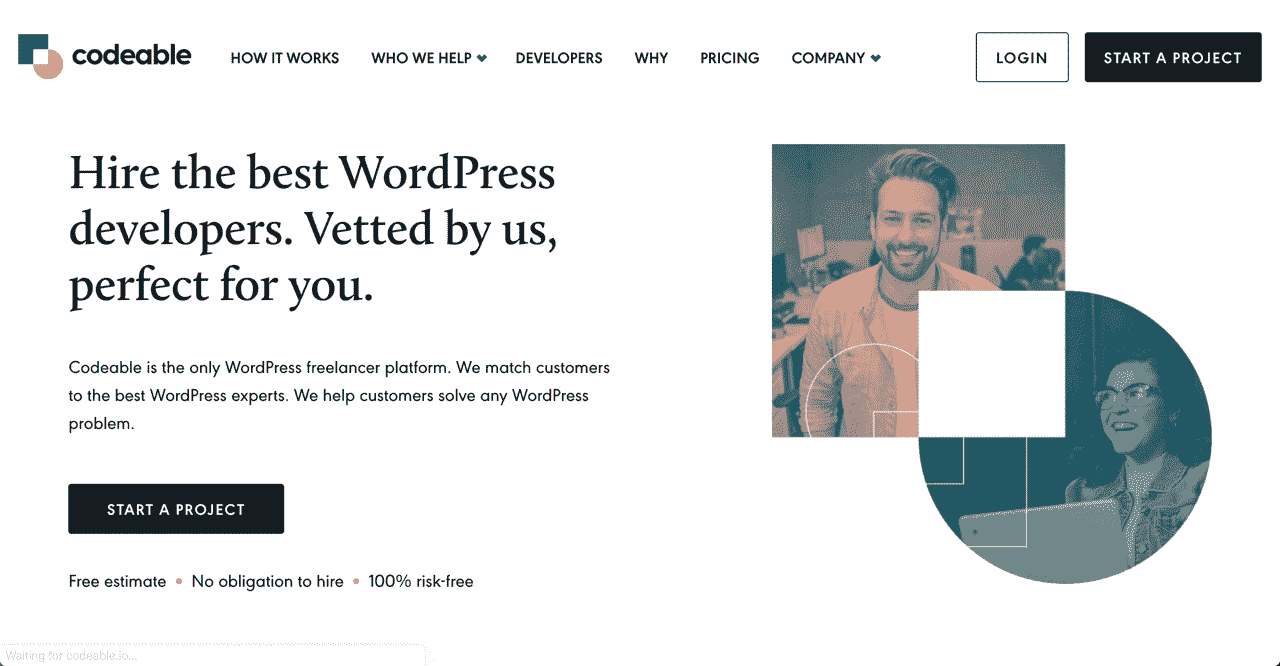 codeable
HOW IT WORKS
WHO WE HELP
DEVELOPERS
WHY
PRICING
COMPANY
LOGIN
START A PROJECT
Hire the best WordPress
developers. Vetted by us,
perfect for you.
Codeable is the only WordPress freelancer platform. We match customers
to the best WordPress experts. We help customers solve any WordPress
problem.
START A PROJECT
Free estimate • No obligation to hire • 100% risk-free
Waiting for codeable.io...